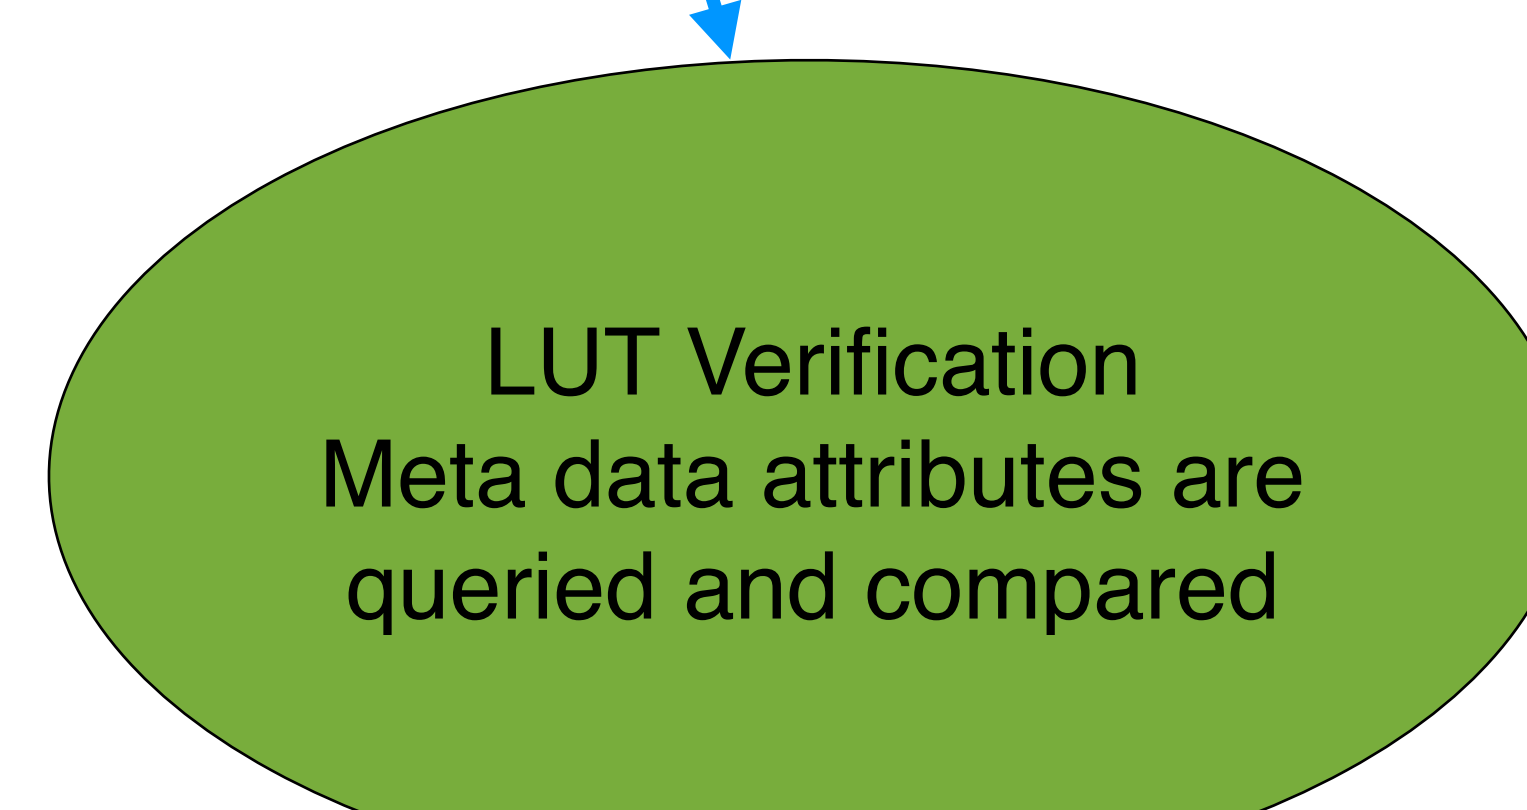 LUT Verification
Meta data attributes are
queried and compared